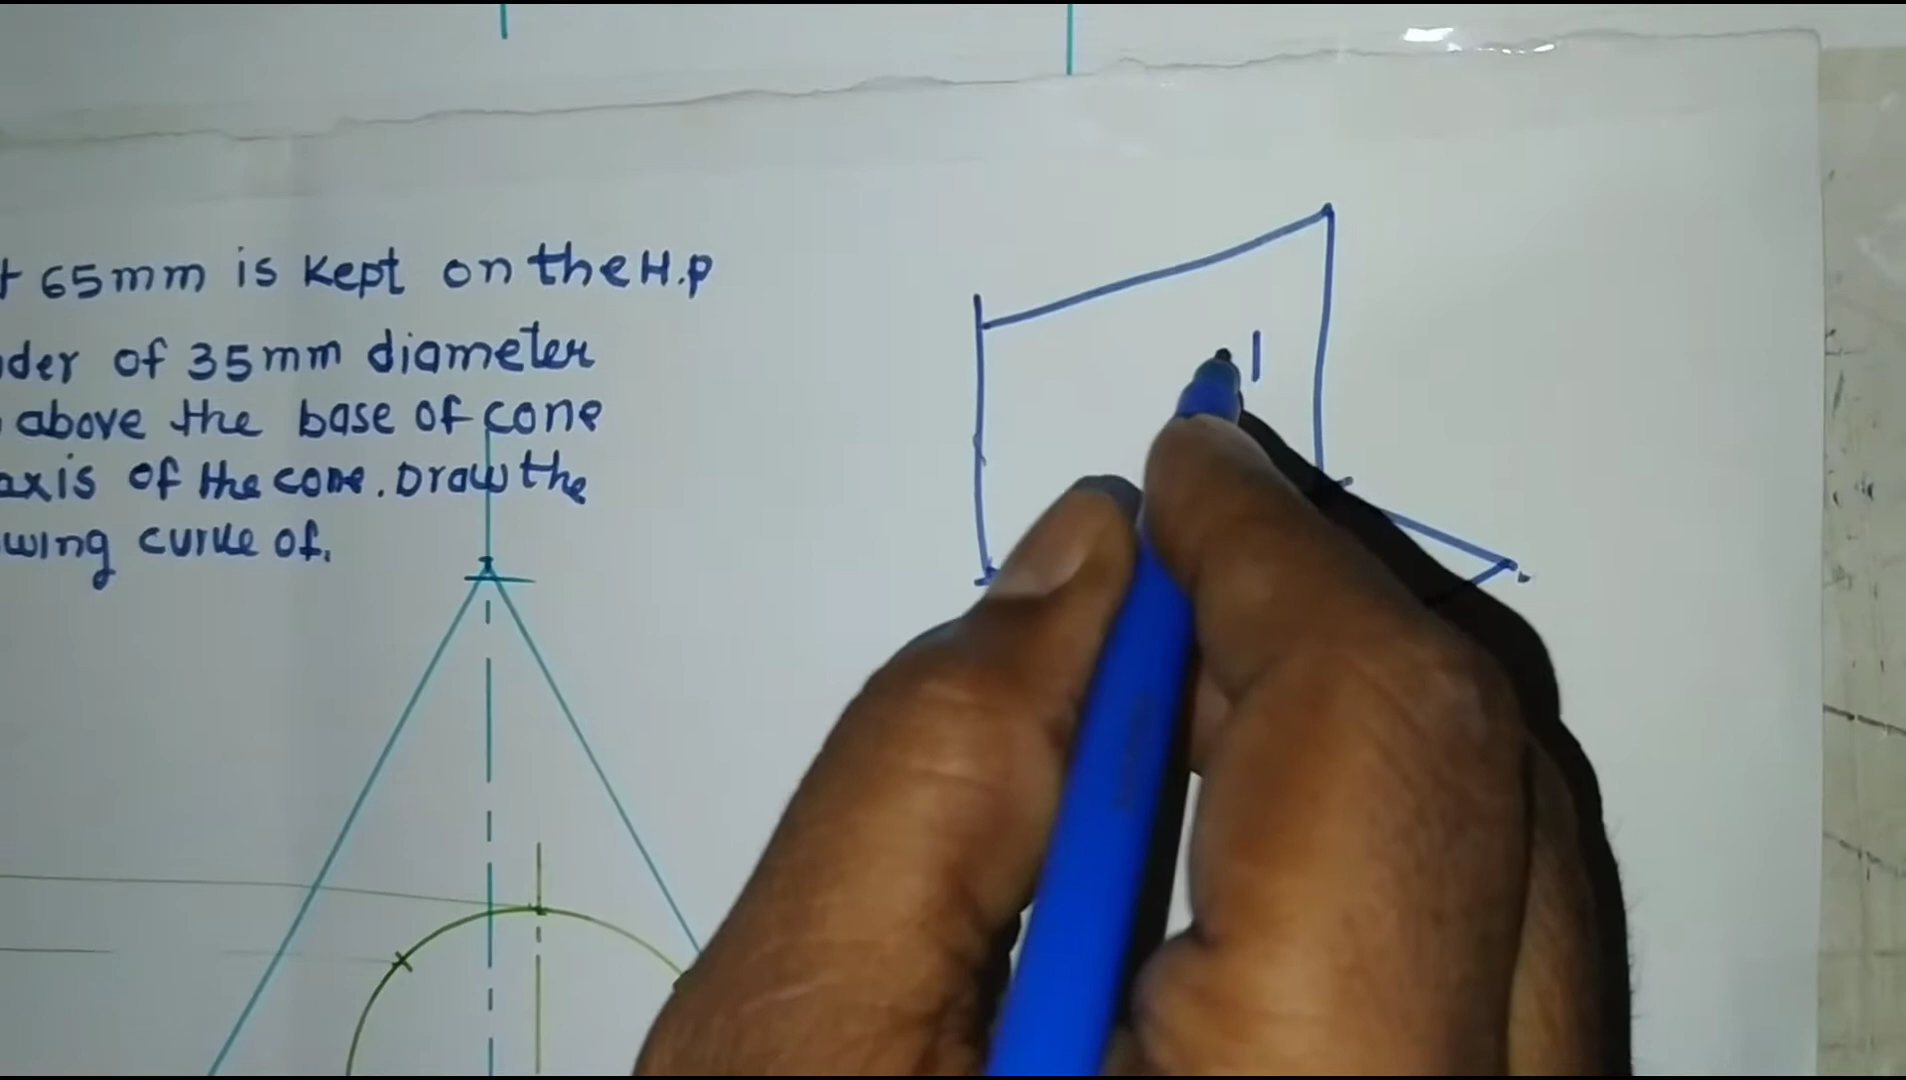 65mm is kept on the H.P
der of 35mm diameter
above the base of cone
axis of the cone. Draw the
wing curve of.